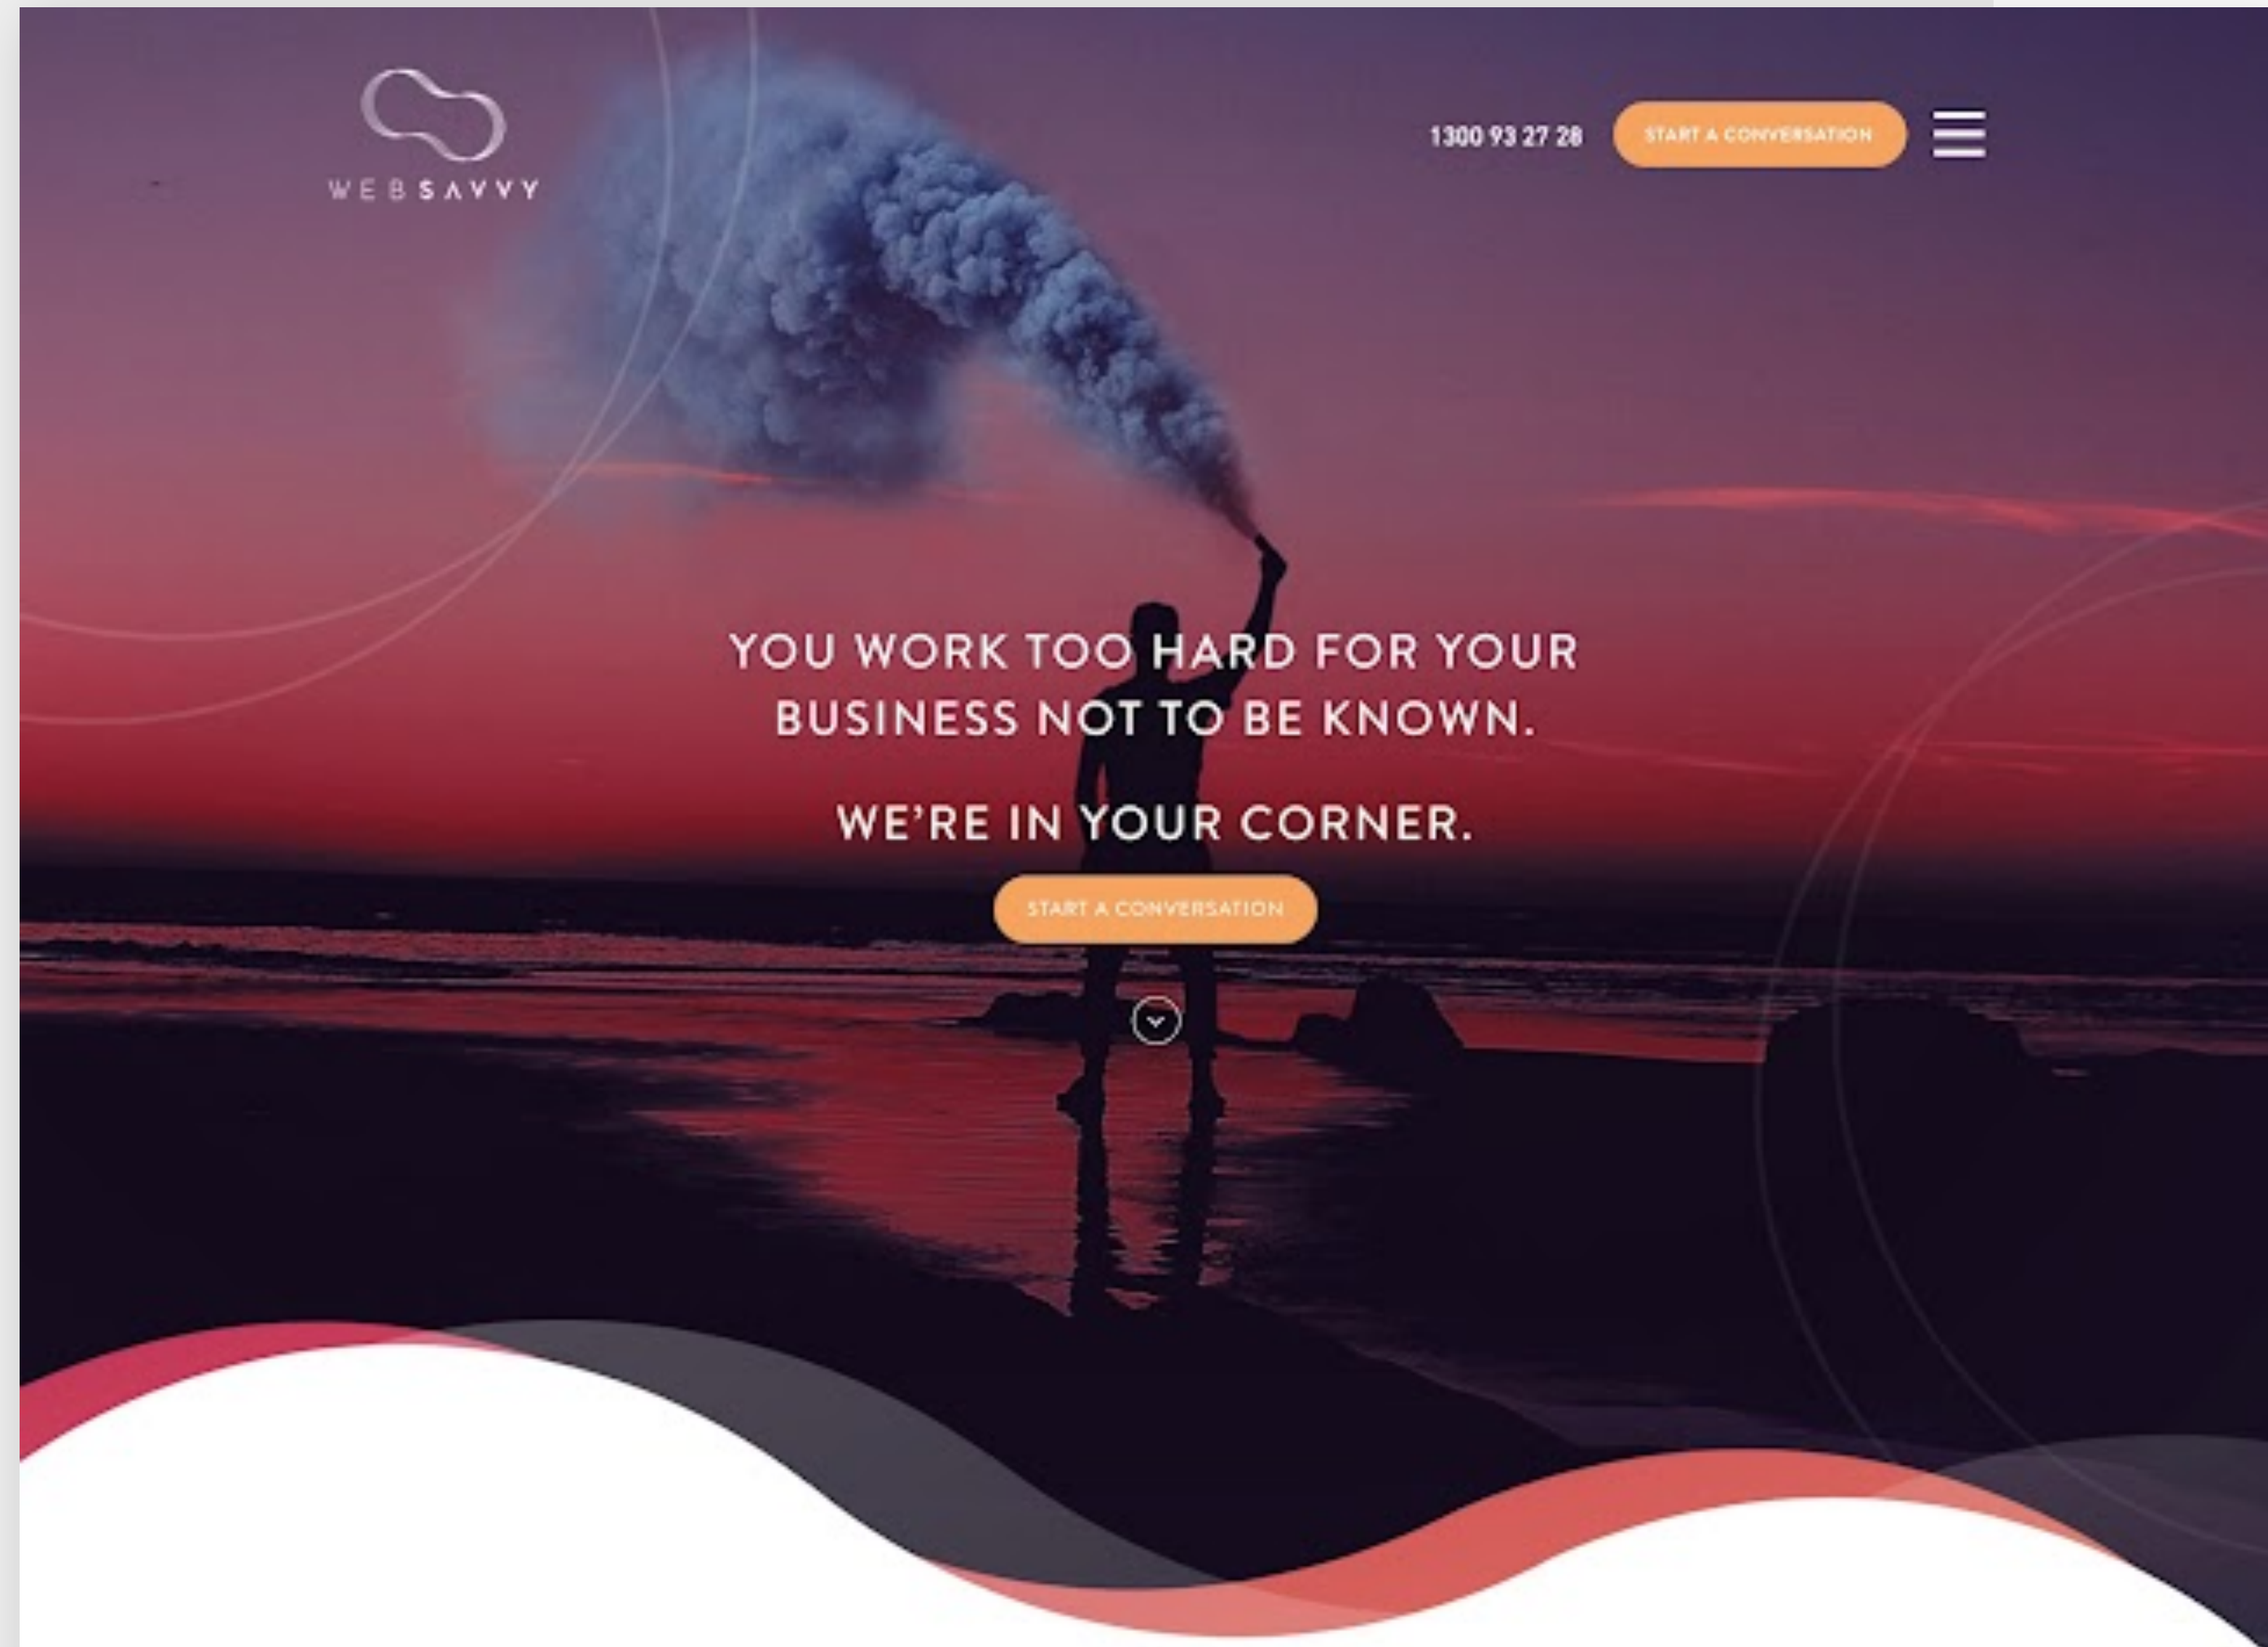 WEBSAVVY
1300 93 27 28
START A CONVERSATION
YOU WORK TOO HARD FOR YOUR
BUSINESS NOT TO BE KNOWN.
WE’RE IN YOUR CORNER.
START A CONVERSATION